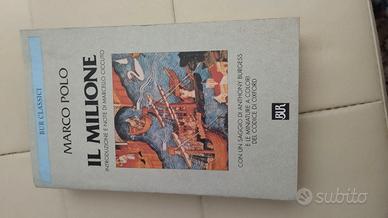 BUR CLASSICI
MARCO POLO
IL MILIONE
INTRODUZIONE E NOTE DI MARCELLO CICCUTO
CON UN SAGGIO DI ANTHONY BURGESS
E LE MINIATURE A COLORI
DEL CODICE DI OXFORD
BUR
subito